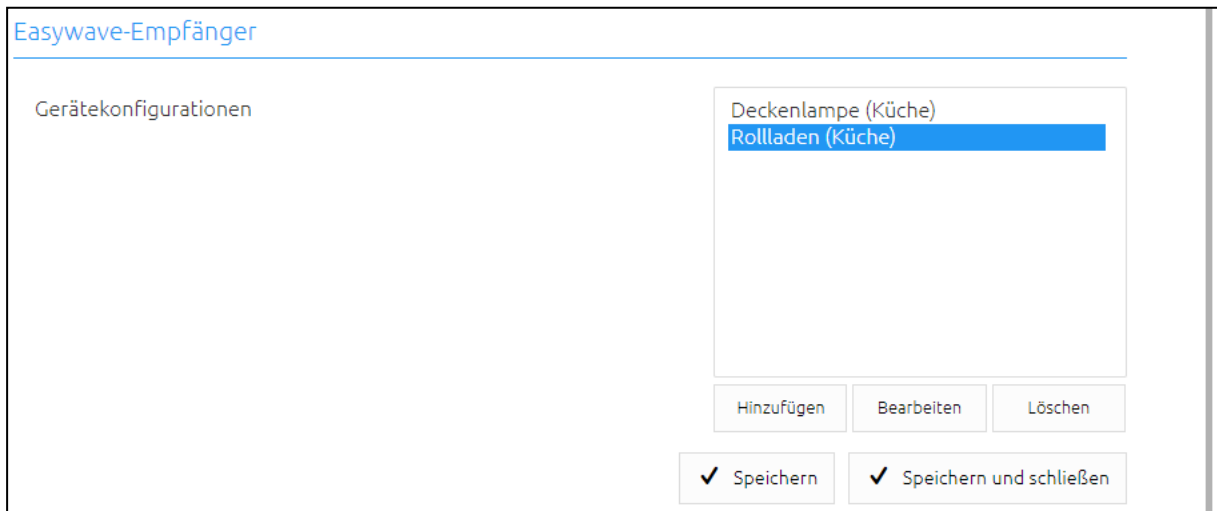 Easywave-Empfänger
Gerätekonfigurationen
Deckenlampe (Küche)
Rollladen (Küche)
Hinzufügen Bearbeiten Löschen
Speichern Speichern und schließen